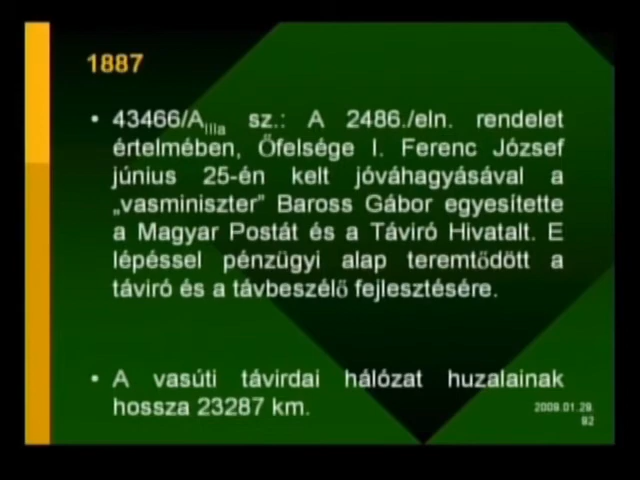 1887
• 43466/AIIIa sz.: A 2486./eln. rendelet
értelmében, Őfelsége I. Ferenc József
június 25-én kelt jóváhagyásával a
„vasminiszter” Baross Gábor egyesítette
a Magyar Postát és a Táviró Hivatalt. E
lépéssel pénzügyi alap teremtődött a
táviró és a távbeszélő fejlesztésére.
• A vasúti távirdai hálózat huzalainak
hossza 23287 km.
2009.01.29.
92